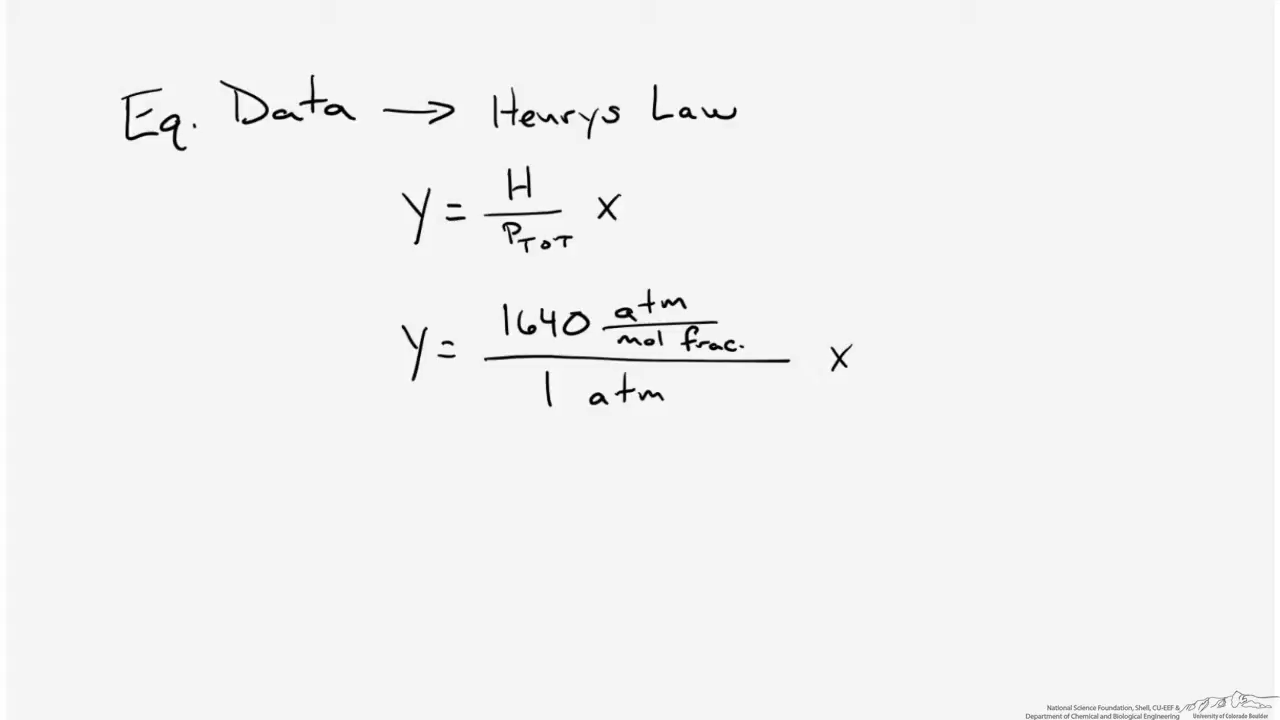 Eq. Data → Henrys Law
y = H / P_TOT x
y = 1640 atm / mol frac. / 1 atm x
National Science Foundation, Shell, CU-EEF &
Department of Chemical and Biological Engineering
University of Colorado Boulder